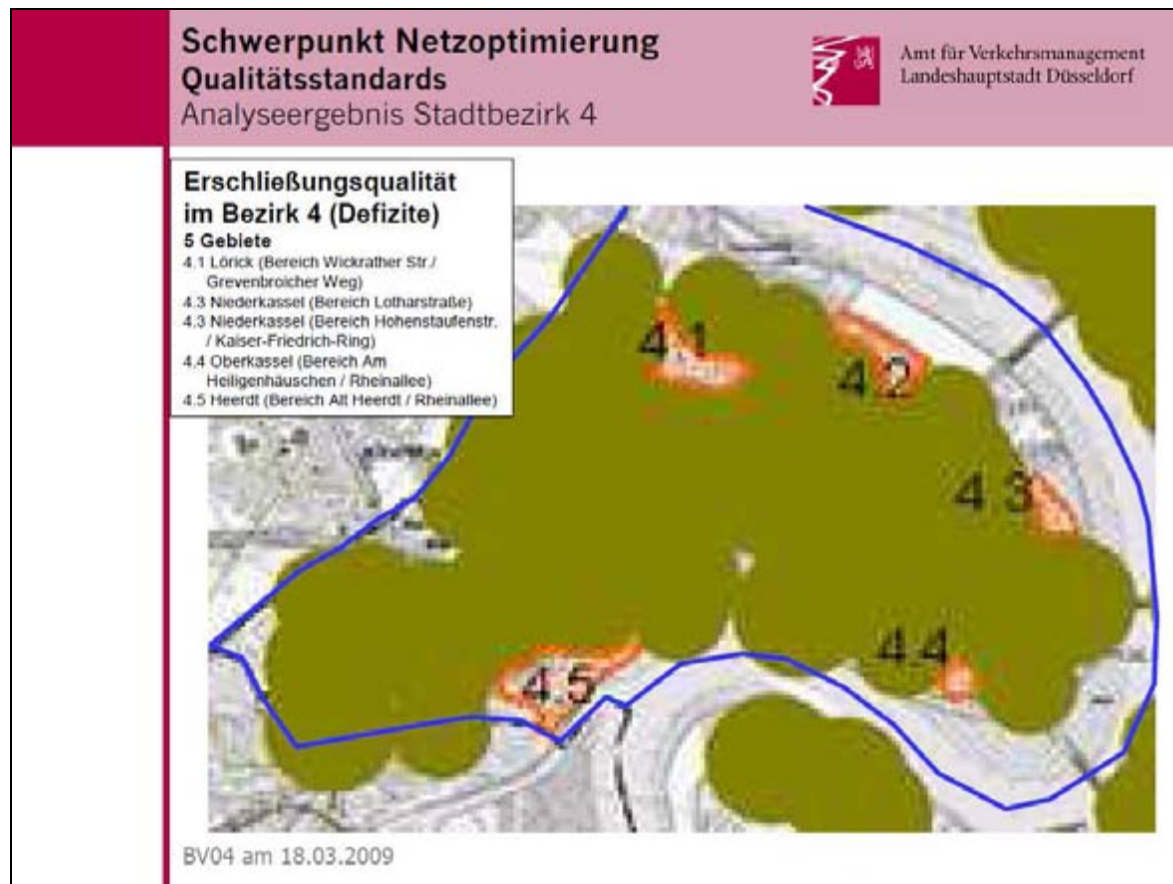 Schwerpunkt Netzoptimierung
Qualitätsstandards
Analyseergebnis Stadtbezirk 4
Amt für Verkehrsmanagement
Landeshauptstadt Düsseldorf
Erschließungsqualität
im Bezirk 4 (Defizite)
5 Gebiete
4.1 Lörick (Bereich Wickrather Str./
Grevenbroicher Weg)
4.3 Niederkassel (Bereich Lotharstraße)
4.3 Niederkassel (Bereich Hohenstaufenstr.
/ Kaiser-Friedrich-Ring)
4.4 Oberkassel (Bereich Am
Heiligenhäuschen / Rheinallee)
4.5 Heerdt (Bereich Alt Heerdt / Rheinallee)
4.1
4.2
4.3
4.4
4.5
BV04 am 18.03.2009